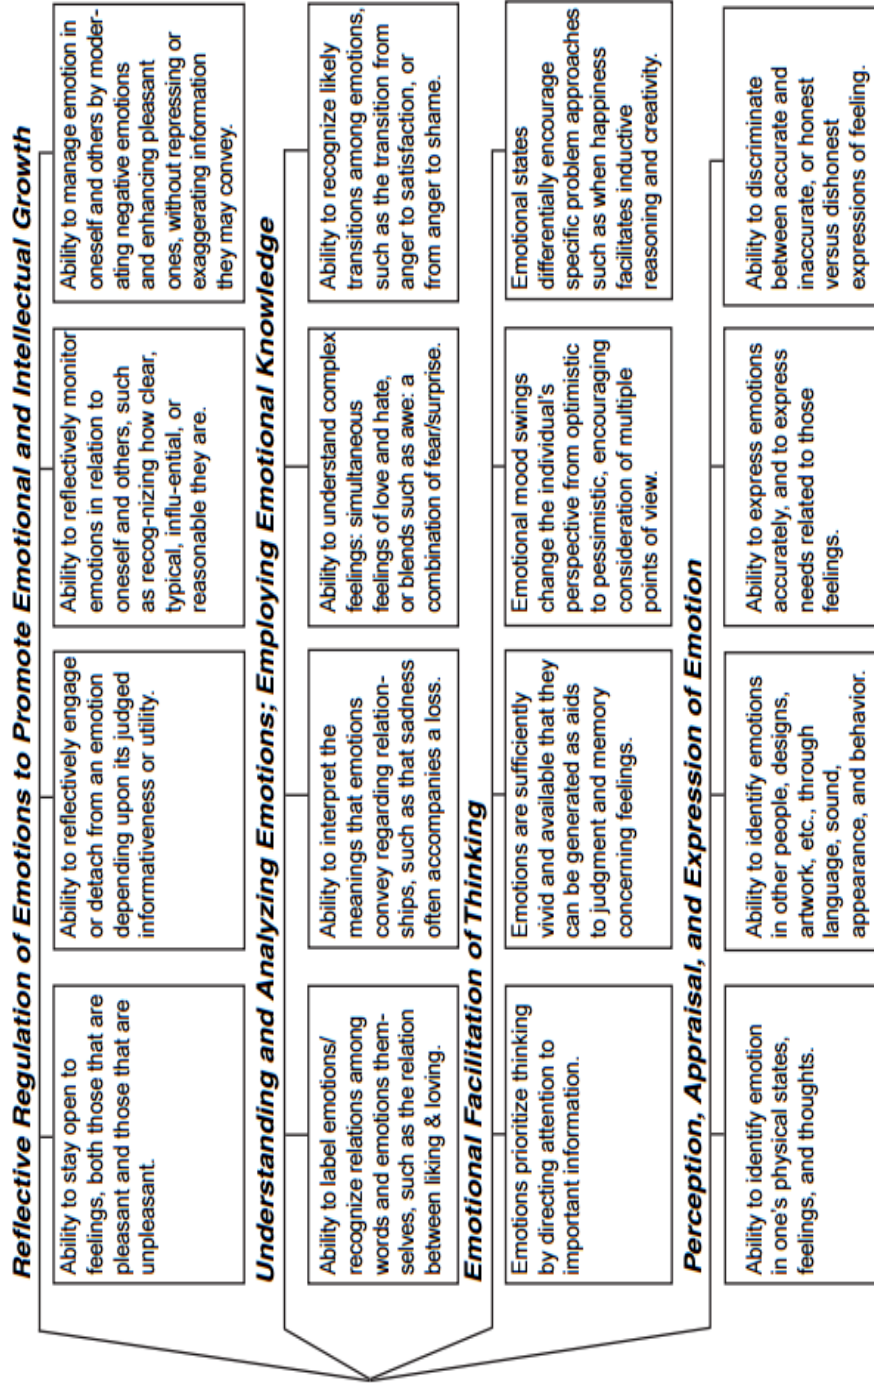 Reflective Regulation of Emotions to Promote Emotional and Intellectual Growth
Ability to stay open to
feelings, both those that are
pleasant and those that are
unpleasant.
Ability to reflectively engage
or detach from an emotion
depending upon its judged
informativeness or utility.
Ability to reflectively monitor
emotions in relation to
oneself and others, such
as recog-nizing how clear,
typical, influ-ential, or
reasonable they are.
Ability to manage emotion in
oneself and others by moder-
ating negative emotions
and enhancing pleasant
ones, without repressing or
exaggerating information
they may convey.
Understanding and Analyzing Emotions; Employing Emotional Knowledge
Ability to label emotions/
recognize relations among
words and emotions them-
selves, such as the relation
between liking & loving.
Ability to interpret the
meanings that emotions
convey regarding relation-
ships, such as that sadness
often accompanies a loss.
Ability to understand complex
feelings: simultaneous
feelings of love and hate,
or blends such as awe: a
combination of fear/surprise.
Ability to recognize likely
transitions among emotions,
such as the transition from
anger to satisfaction, or
from anger to shame.
Emotional Facilitation of Thinking
Emotions prioritize thinking
by directing attention to
important information.
Emotions are sufficiently
vivid and available that they
can be generated as aids
to judgment and memory
concerning feelings.
Emotional mood swings
change the individual's
perspective from optimistic
to pessimistic, encouraging
consideration of multiple
points of view.
Emotional states
differentially encourage
specific problem approaches
such as when happiness
facilitates inductive
reasoning and creativity.
Perception, Appraisal, and Expression of Emotion
Ability to identify emotion
in one's physical states,
feelings, and thoughts.
Ability to identify emotions
in other people, designs,
artwork, etc., through
language, sound,
appearance, and behavior.
Ability to express emotions
accurately, and to express
needs related to those
feelings.
Ability to discriminate
between accurate and
inaccurate, or honest
versus dishonest
expressions of feeling.